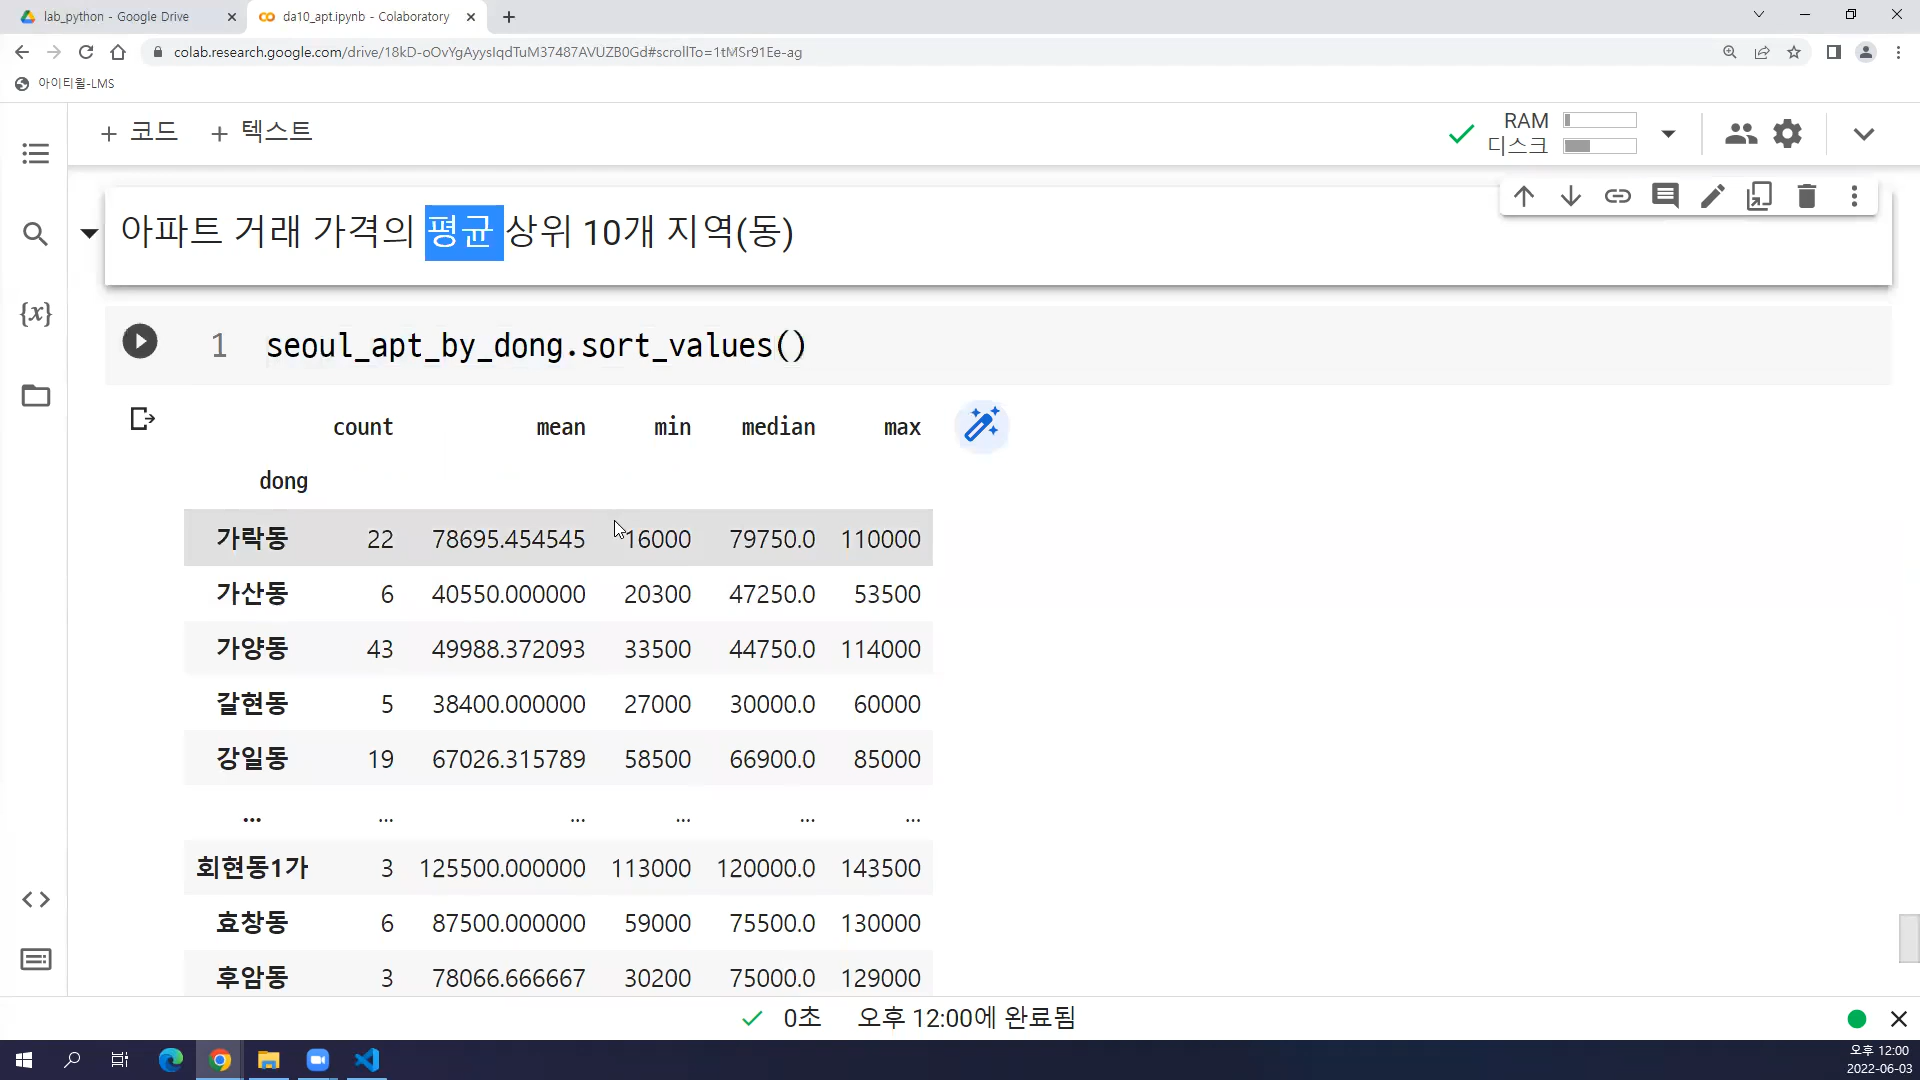 lab_python - Google Drive
da10_apt.ipynb - Colaboratory
colab.research.google.com/drive/18kD-oOvYgAyysIqdTuM37487AVUZB0Gd#scrollTo=1tMSr91Ee-ag
아이티윌-LMS
+ 코드 + 텍스트
RAM
디스크
아파트 거래 가격의 평균 상위 10개 지역(동)
1 seoul_apt_by_dong.sort_values()
count mean min median max
dong
가락동 22 78695.454545 16000 79750.0 110000
가산동 6 40550.000000 20300 47250.0 53500
가양동 43 49988.372093 33500 44750.0 114000
갈현동 5 38400.000000 27000 30000.0 60000
강일동 19 67026.315789 58500 66900.0 85000
... ... ... ... ... ...
회현동1가 3 125500.000000 113000 120000.0 143500
효창동 6 87500.000000 59000 75500.0 130000
후암동 3 78066.666667 30200 75000.0 129000
0초 오후 12:00에 완료됨
오후 12:00
2022-06-03